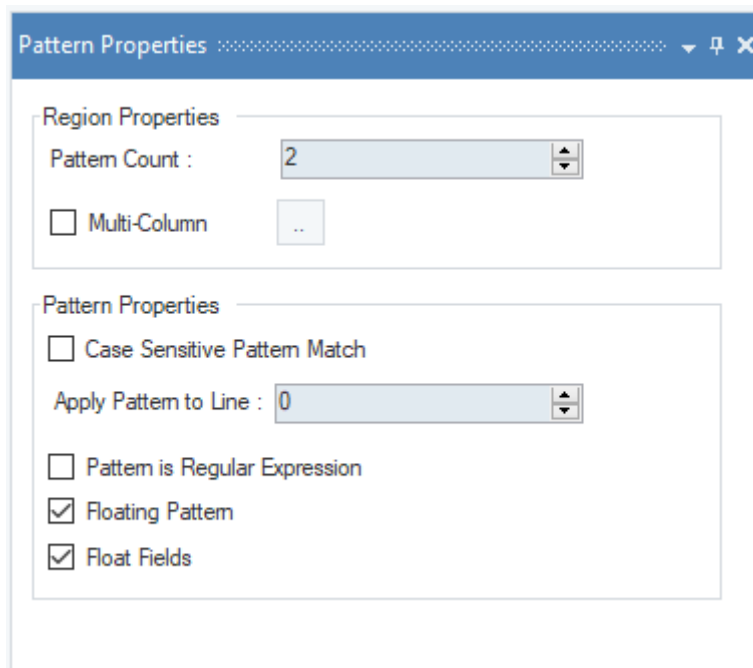 Pattern Properties
Region Properties
Pattern Count : 2
Multi-Column ..
Pattern Properties
Case Sensitive Pattern Match
Apply Pattern to Line : 0
Pattern is Regular Expression
Floating Pattern
Float Fields